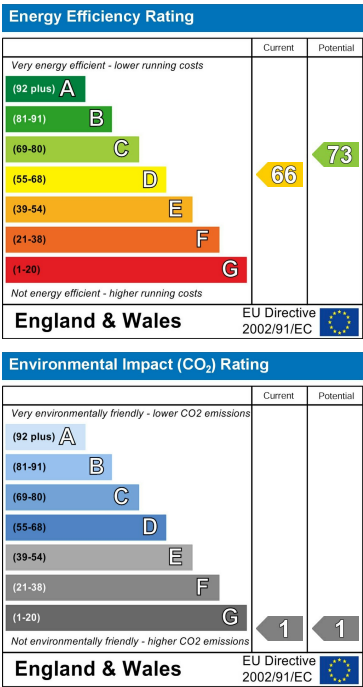 Energy Efficiency Rating
Current Potential
Very energy efficient - lower running costs
(92 plus) A
(81-91) B
(69-80) C
(55-68) D
(39-54) E
(21-38) F
(1-20) G
66 73
Not energy efficient - higher running costs
England & Wales
EU Directive
2002/91/EC
Environmental Impact (CO₂) Rating
Current Potential
Very environmentally friendly - lower CO2 emissions
(92 plus) A
(81-91) B
(69-80) C
(55-68) D
(39-54) E
(21-38) F
(1-20) G
1 1
Not environmentally friendly - higher CO2 emissions
England & Wales
EU Directive
2002/91/EC